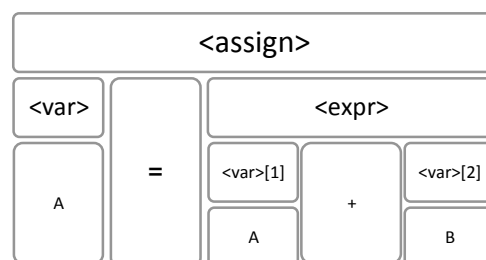 <assign>
<var> = <expr>
A <var>[1] + <var>[2]
A B